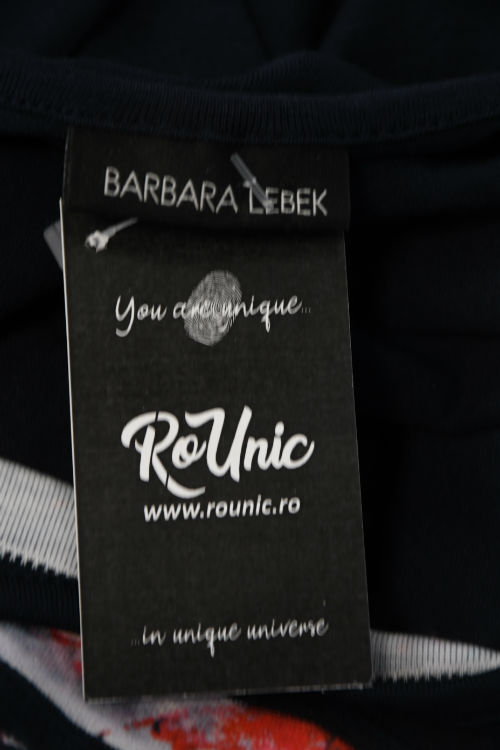 BARBARA LEBEK
You are unique...
RoUnic
www.rounic.ro
...in unique universe